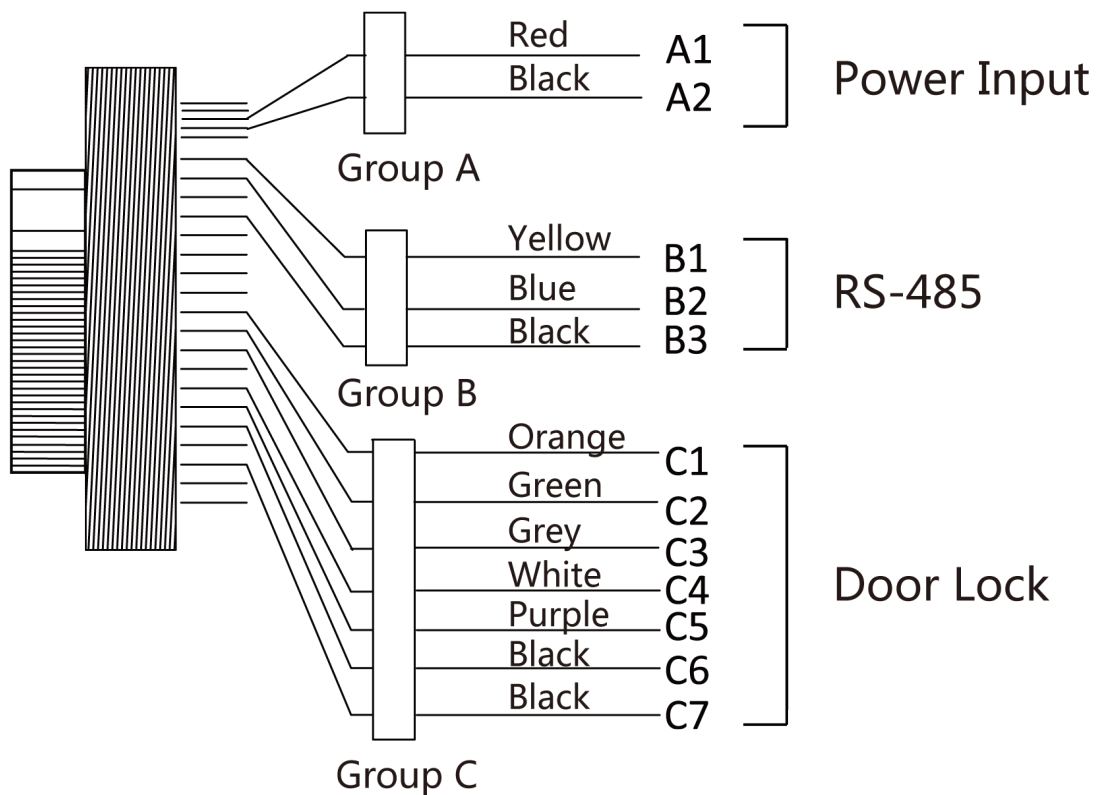 Red A1
Black A2
Power Input
Group A
Yellow B1
Blue B2
Black B3
RS-485
Group B
Orange C1
Green C2
Grey C3
White C4
Purple C5
Black C6
Black C7
Door Lock
Group C